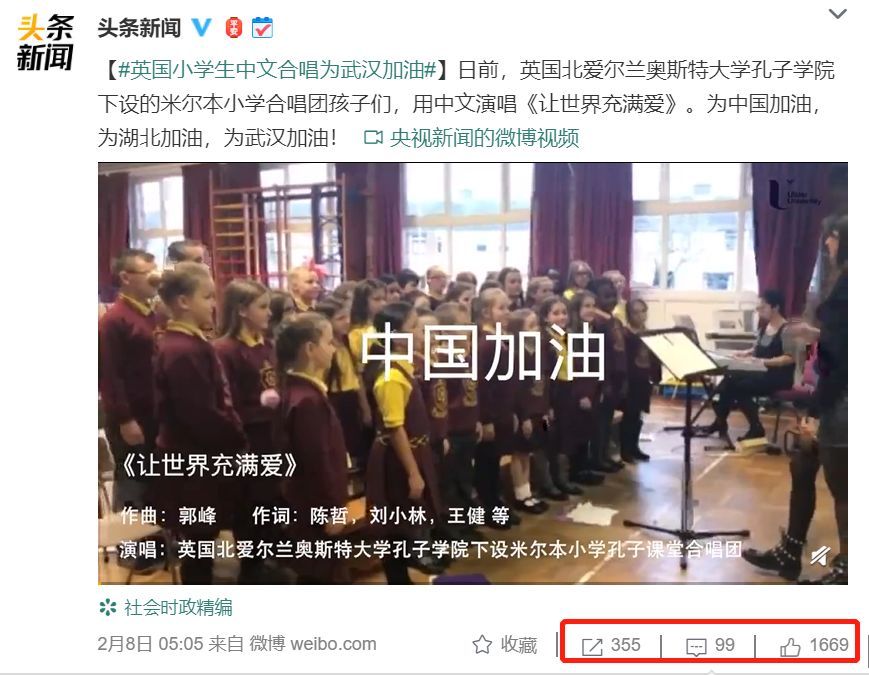 头条
新闻
头条新闻
【#英国小学生中文合唱为武汉加油#】日前，英国北爱尔兰奥斯特大学孔子学院
下设的米尔本小学合唱团孩子们，用中文演唱《让世界充满爱》。为中国加油，
为湖北加油，为武汉加油！ 央视新闻的微博视频
Ulster
University
中国加油
《让世界充满爱》
作曲：郭峰 作词：陈哲，刘小林，王健 等
演唱：英国北爱尔兰奥斯特大学孔子学院下设米尔本小学孔子课堂合唱团
社会时政精编
2月8日 05:05 来自 微博 weibo.com 收藏 355 99 1669